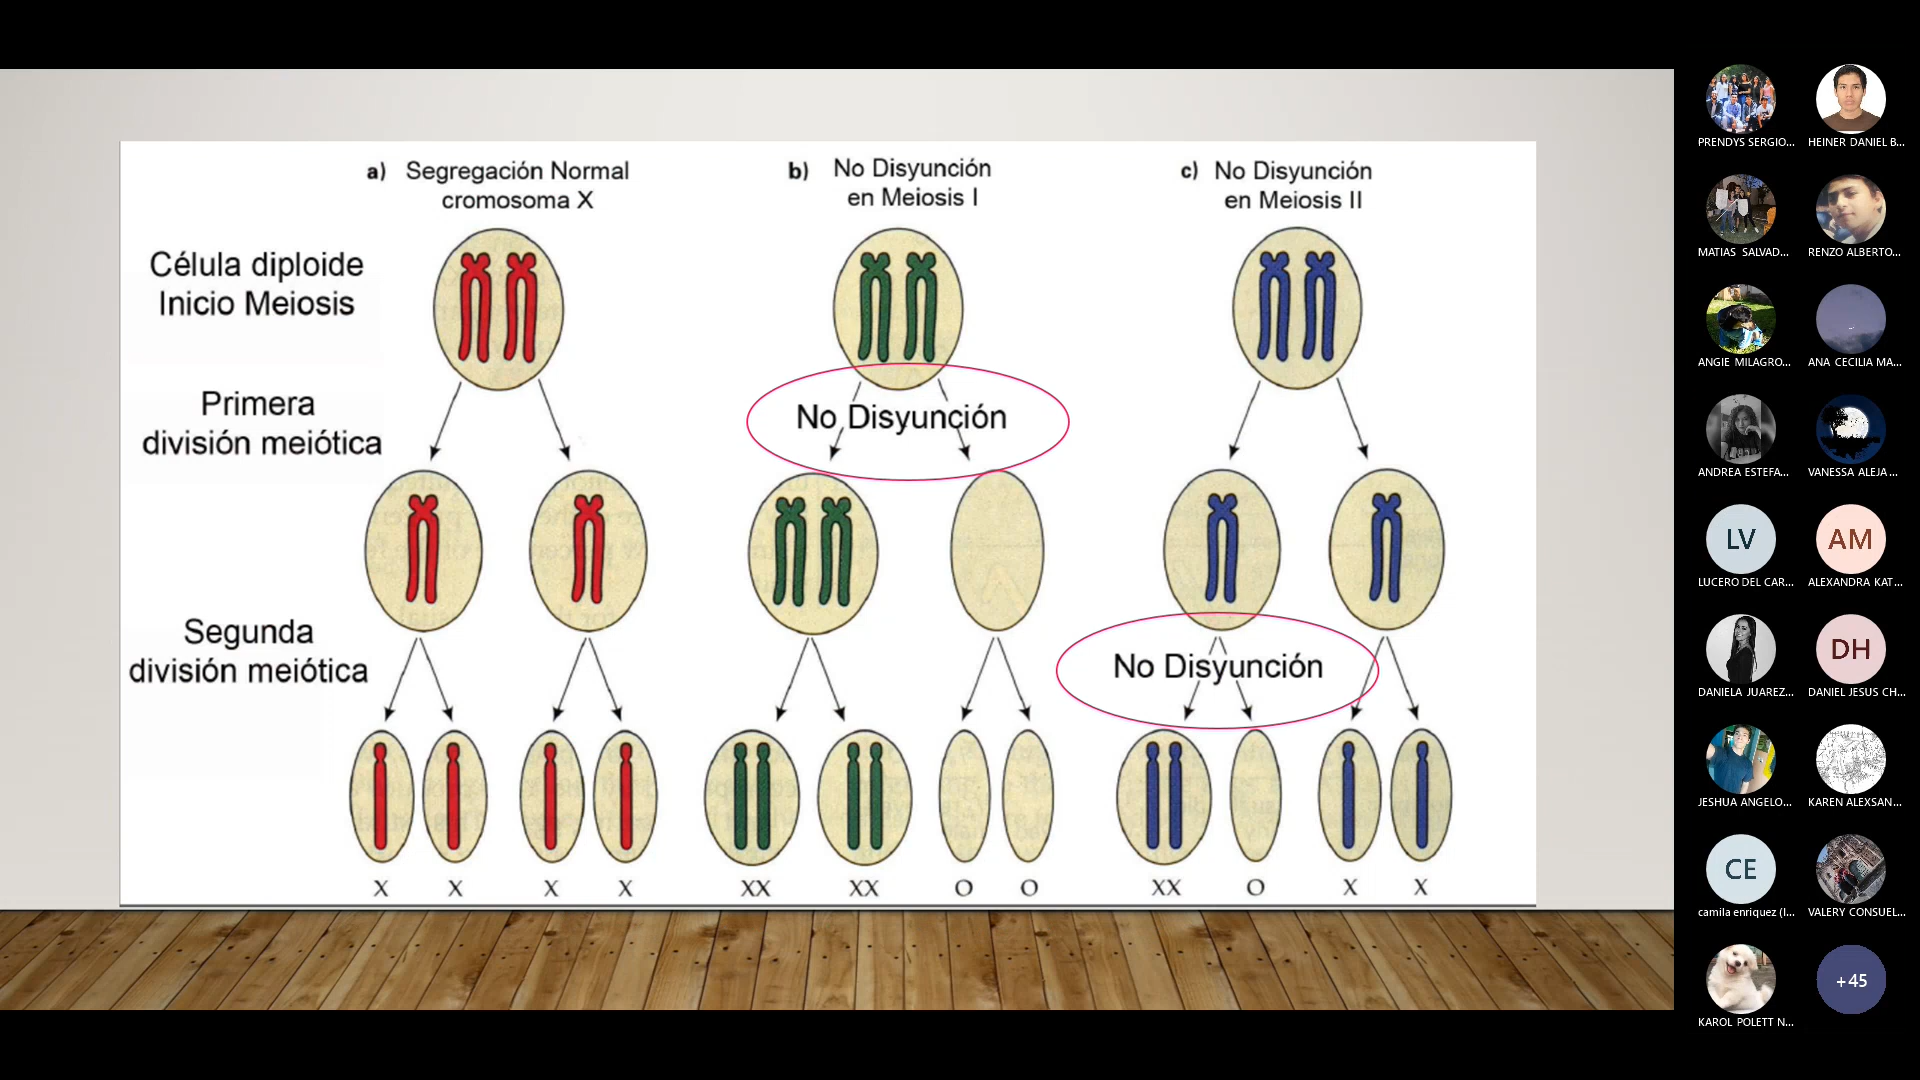 a) Segregación Normal
cromosoma X
b) No Disyunción
en Meiosis I
c) No Disyunción
en Meiosis II
Célula diploide
Inicio Meiosis
Primera
división meiótica
No Disyunción
Segunda
división meiótica
No Disyunción
X X X X XX XX O O XX O X X
PRENDYS SERGIO...
HEINER DANIEL B...
MATIAS SALVAD...
RENZO ALBERTO...
ANGIE MILAGRO...
ANA CECILIA MA...
ANDREA ESTEFA...
VANESSA ALEJA...
LV
LUCERO DEL CAR...
AM
ALEXANDRA KAT...
DANIELA JUAREZ...
DH
DANIEL JESUS CH...
JESHUA ANGELO...
KAREN ALEXSAN...
CE
camila enriquez (I...
VALERY CONSUEL...
KAROL POLETT N...
+45